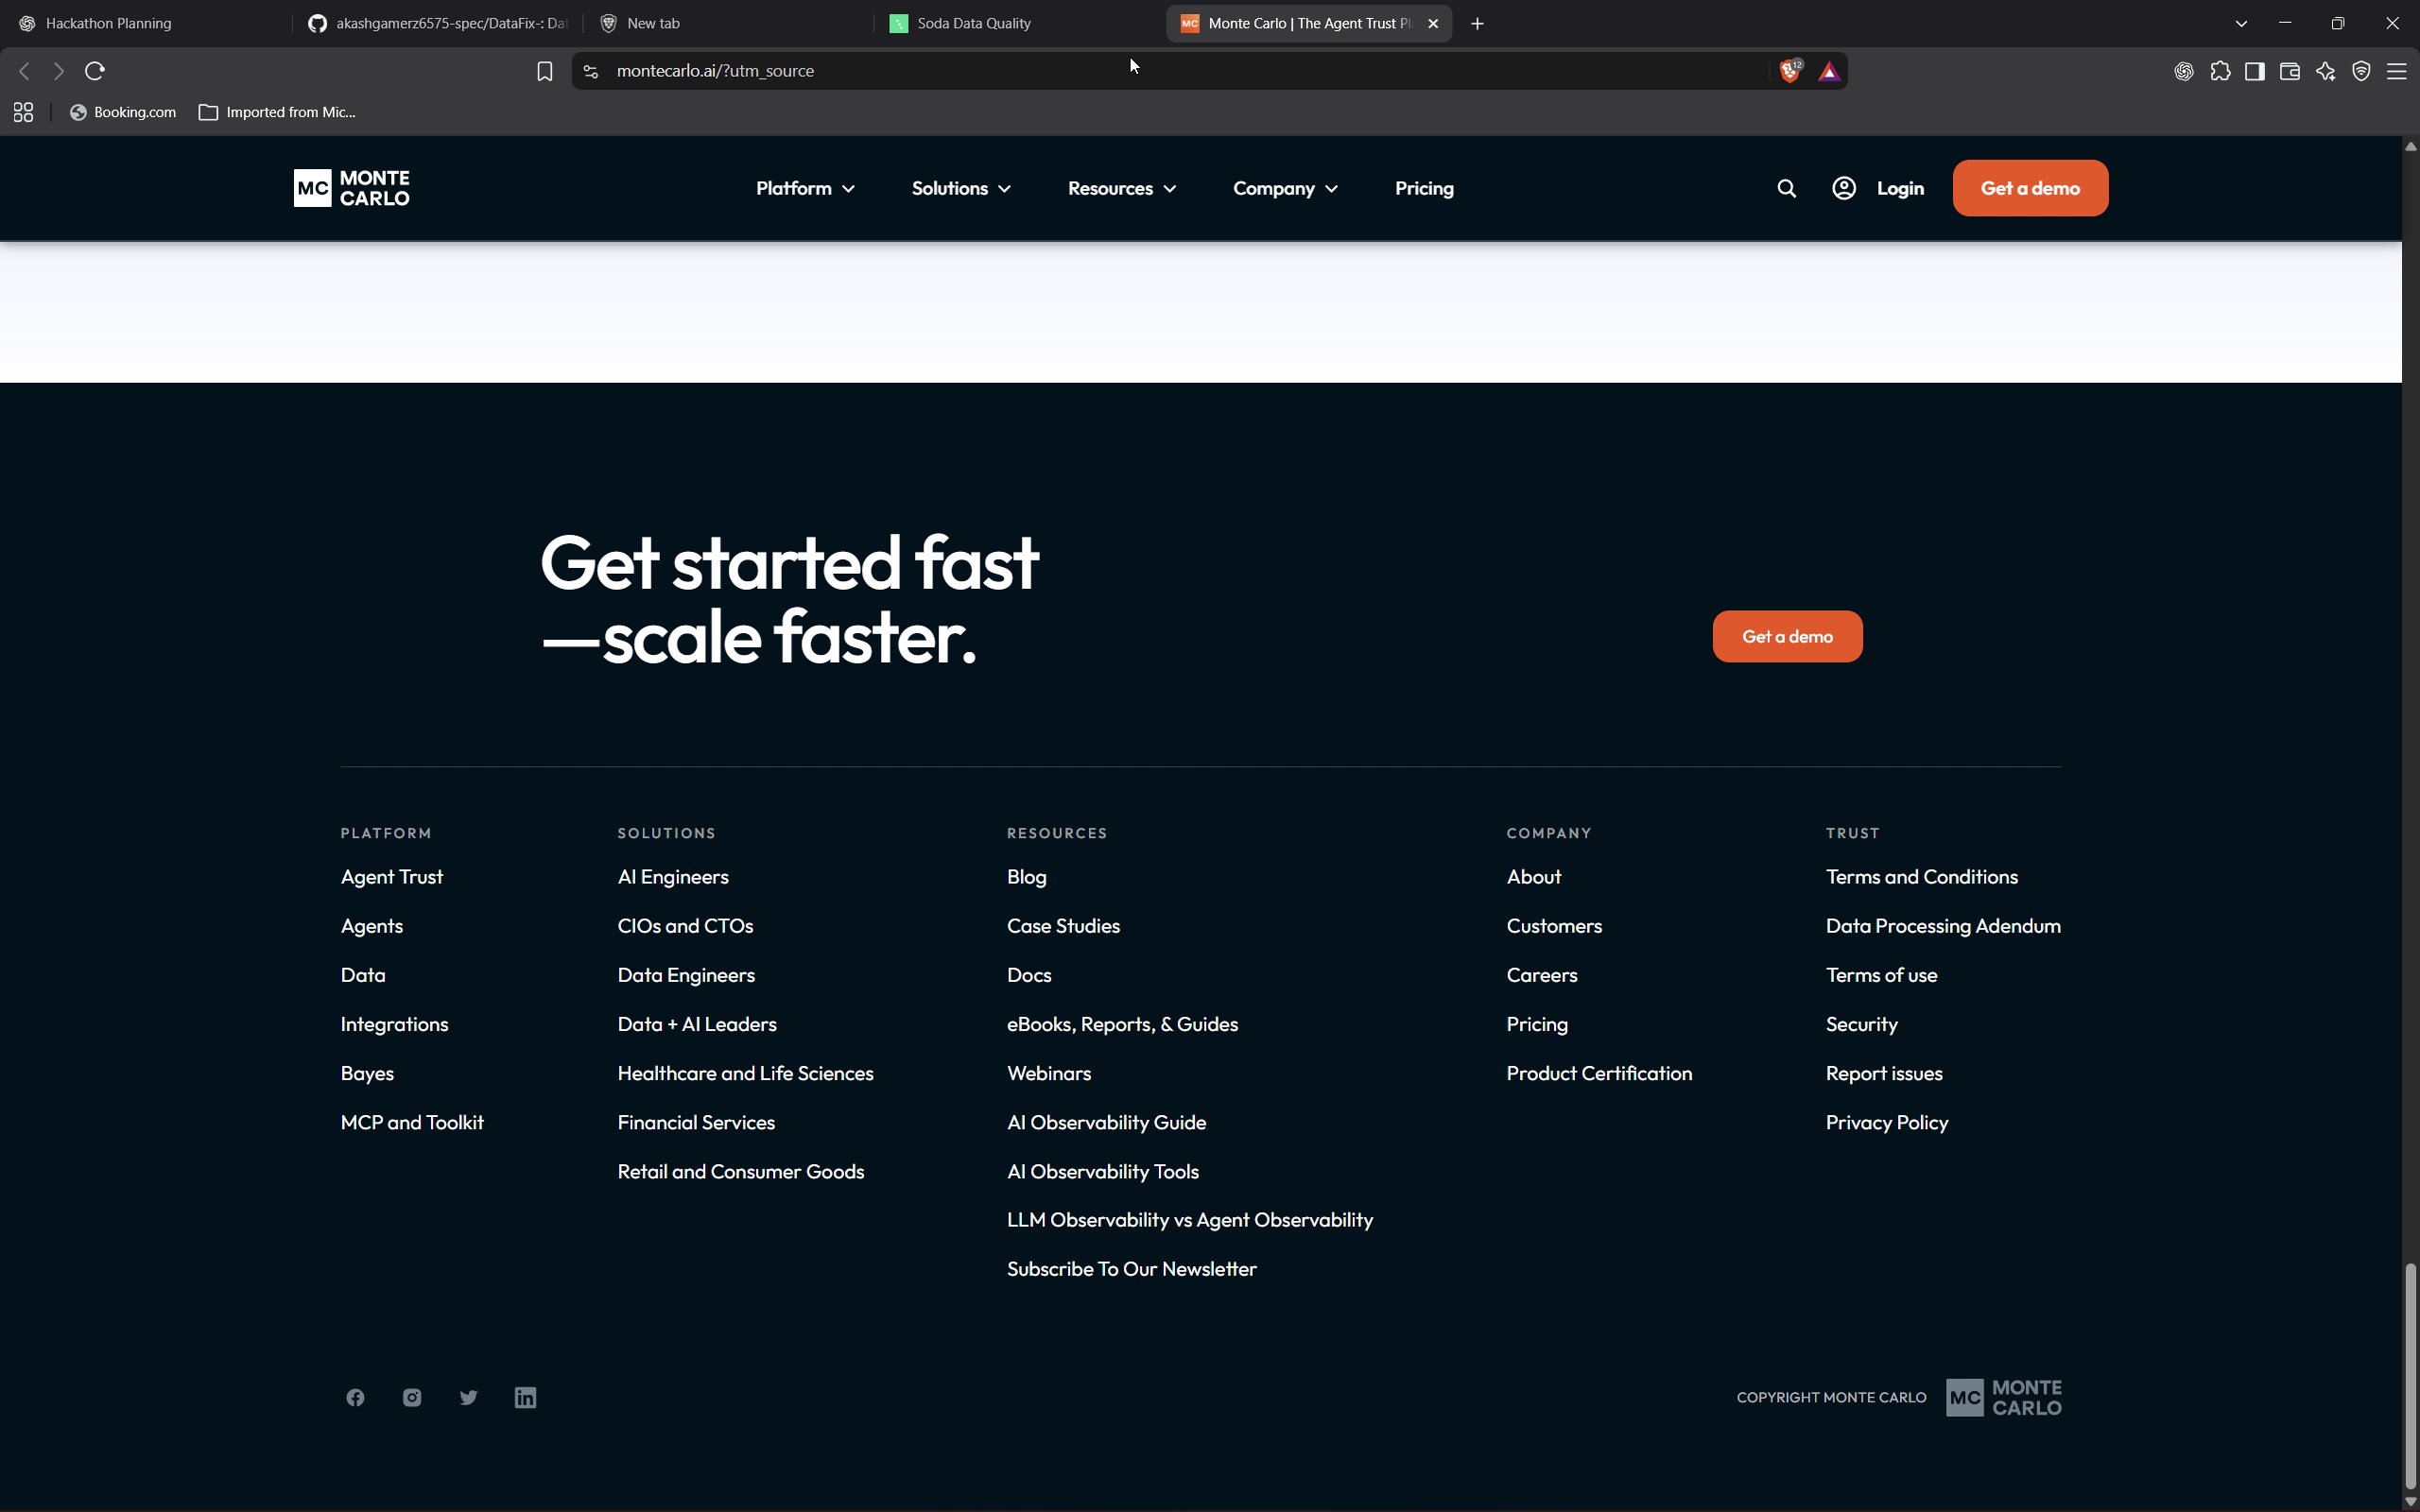 Hackathon Planning
akashgamerz6575-spec/DataFix-: Dat
New tab
Soda Data Quality
MC Monte Carlo | The Agent Trust Pl
montecarlo.ai/?utm_source
12
Booking.com
Imported from Mic...
MC MONTE CARLO
Platform
Solutions
Resources
Company
Pricing
Login
Get a demo
Get started fast
—scale faster.
Get a demo
PLATFORM
Agent Trust
Agents
Data
Integrations
Bayes
MCP and Toolkit
SOLUTIONS
AI Engineers
CIOs and CTOs
Data Engineers
Data + AI Leaders
Healthcare and Life Sciences
Financial Services
Retail and Consumer Goods
RESOURCES
Blog
Case Studies
Docs
eBooks, Reports, & Guides
Webinars
AI Observability Guide
AI Observability Tools
LLM Observability vs Agent Observability
Subscribe To Our Newsletter
COMPANY
About
Customers
Careers
Pricing
Product Certification
TRUST
Terms and Conditions
Data Processing Adendum
Terms of use
Security
Report issues
Privacy Policy
COPYRIGHT MONTE CARLO
MC MONTE CARLO